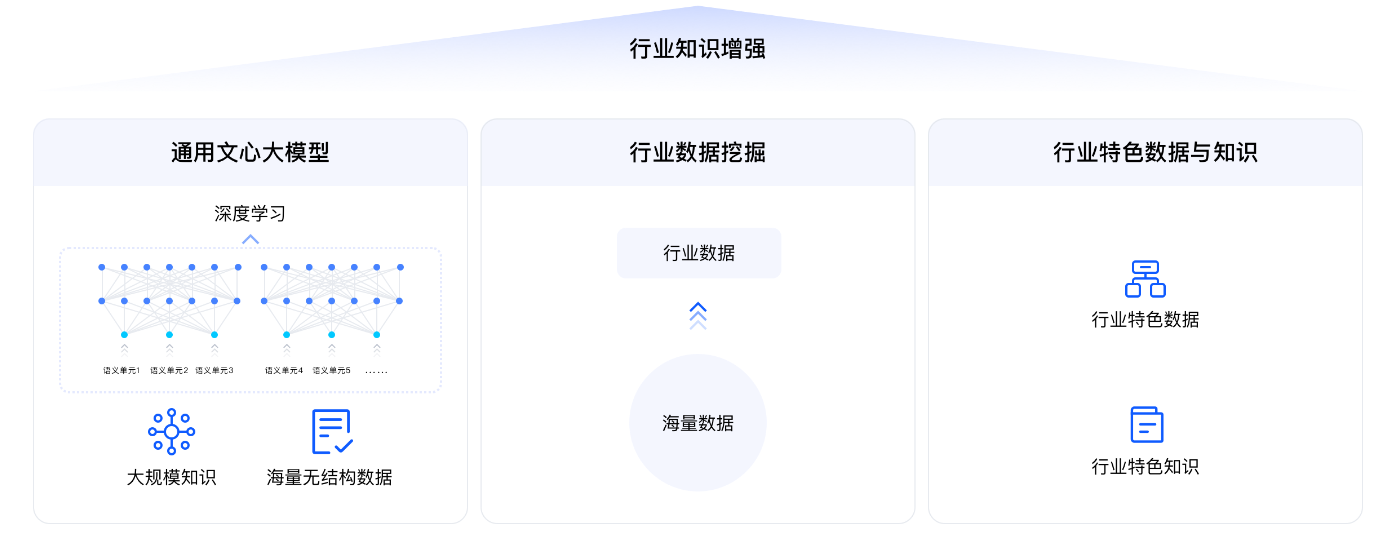 行业知识增强
通用文心大模型
深度学习
语义单元1 语义单元2 语义单元3 语义单元4 语义单元5 ......
大规模知识 海量无结构数据
行业数据挖掘
行业数据
海量数据
行业特色数据与知识
行业特色数据
行业特色知识